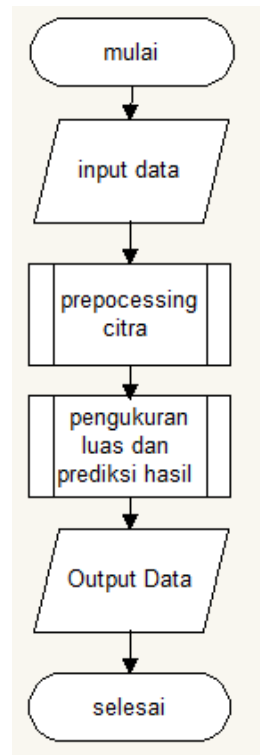 mulai
input data
prepocessing
citra
pengukuran
luas dan
prediksi hasil
Output Data
selesai